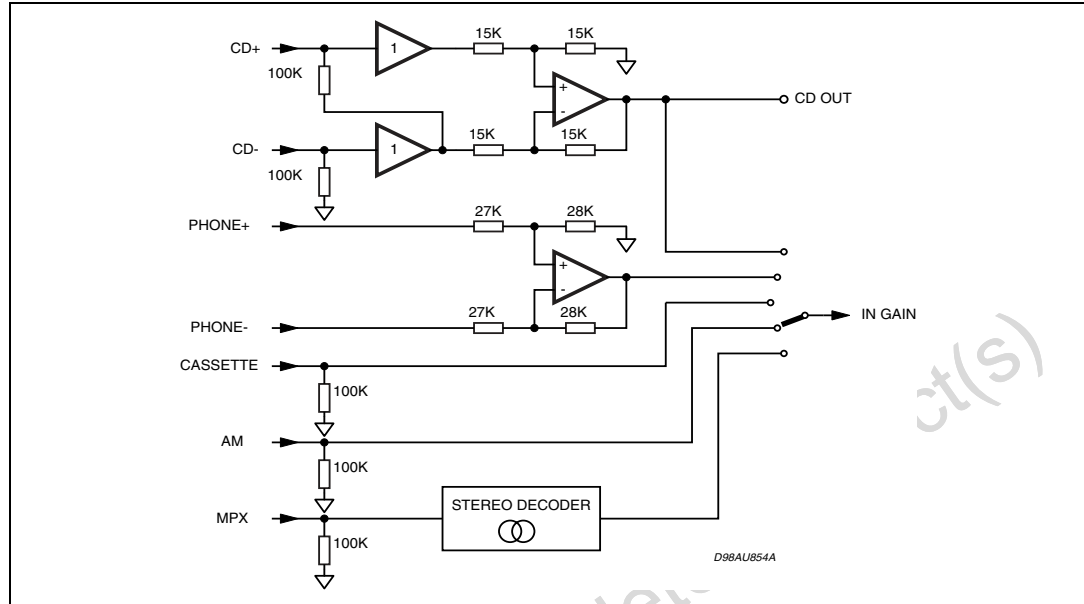 CD+
1
15K
15K
100K
+
-
CD OUT
CD-
1
15K
15K
100K
PHONE+
27K
28K
+
-
PHONE-
27K
28K
IN GAIN
CASSETTE
100K
AM
100K
MPX
STEREO DECODER
100K
D98AU854A
ct(s)